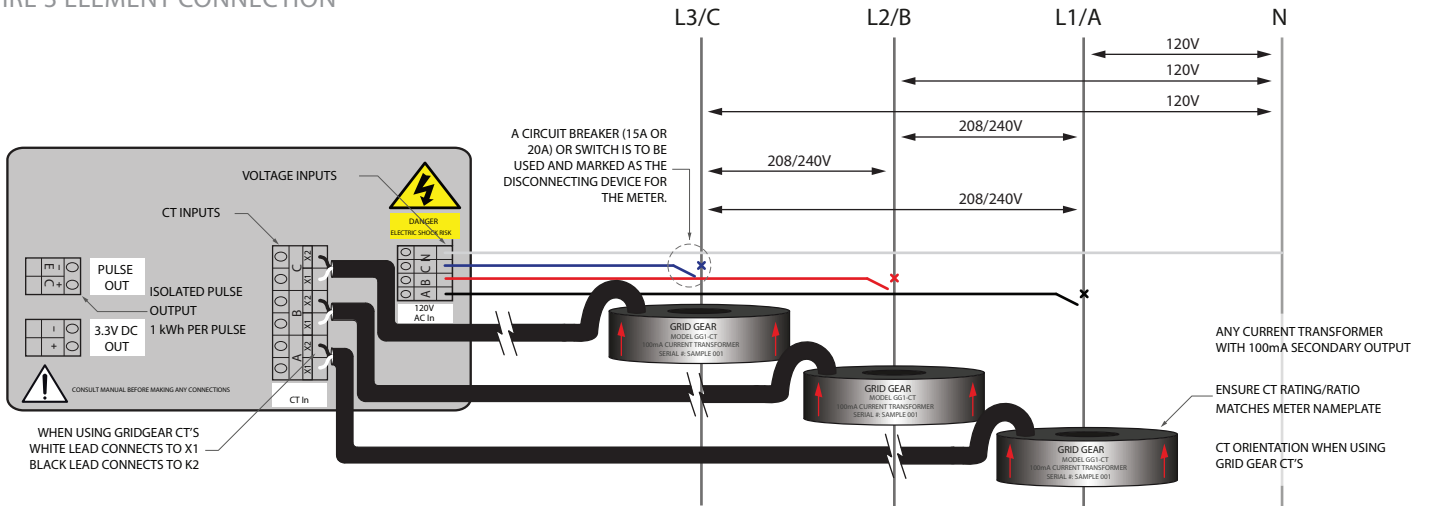 IRE 3 ELEMENT CONNECTION
L3/C
L2/B
L1/A
N
120V
120V
120V
208/240V
208/240V
208/240V
A CIRCUIT BREAKER (15A OR
20A) OR SWITCH IS TO BE
USED AND MARKED AS THE
DISCONNECTING DEVICE FOR
THE METER.
VOLTAGE INPUTS
CT INPUTS
DANGER
ELECTRIC SHOCK RISK
N
C
B
A
120V
AC In
C
X2
X1
B
X2
X1
A
X2
X1
CT In
E -
C +
PULSE
OUT
ISOLATED PULSE
OUTPUT
1 kWh PER PULSE
-
+
3.3V DC
OUT
CONSULT MANUAL BEFORE MAKING ANY CONNECTIONS
WHEN USING GRIDGEAR CT'S
WHITE LEAD CONNECTS TO X1
BLACK LEAD CONNECTS TO K2
GRID GEAR
MODEL GG1-CT
100mA CURRENT TRANSFORMER
SERIAL #: SAMPLE 001
GRID GEAR
MODEL GG1-CT
100mA CURRENT TRANSFORMER
SERIAL #: SAMPLE 001
GRID GEAR
MODEL GG1-CT
100mA CURRENT TRANSFORMER
SERIAL #: SAMPLE 001
ANY CURRENT TRANSFORMER
WITH 100mA SECONDARY OUTPUT
ENSURE CT RATING/RATIO
MATCHES METER NAMEPLATE
CT ORIENTATION WHEN USING
GRID GEAR CT'S